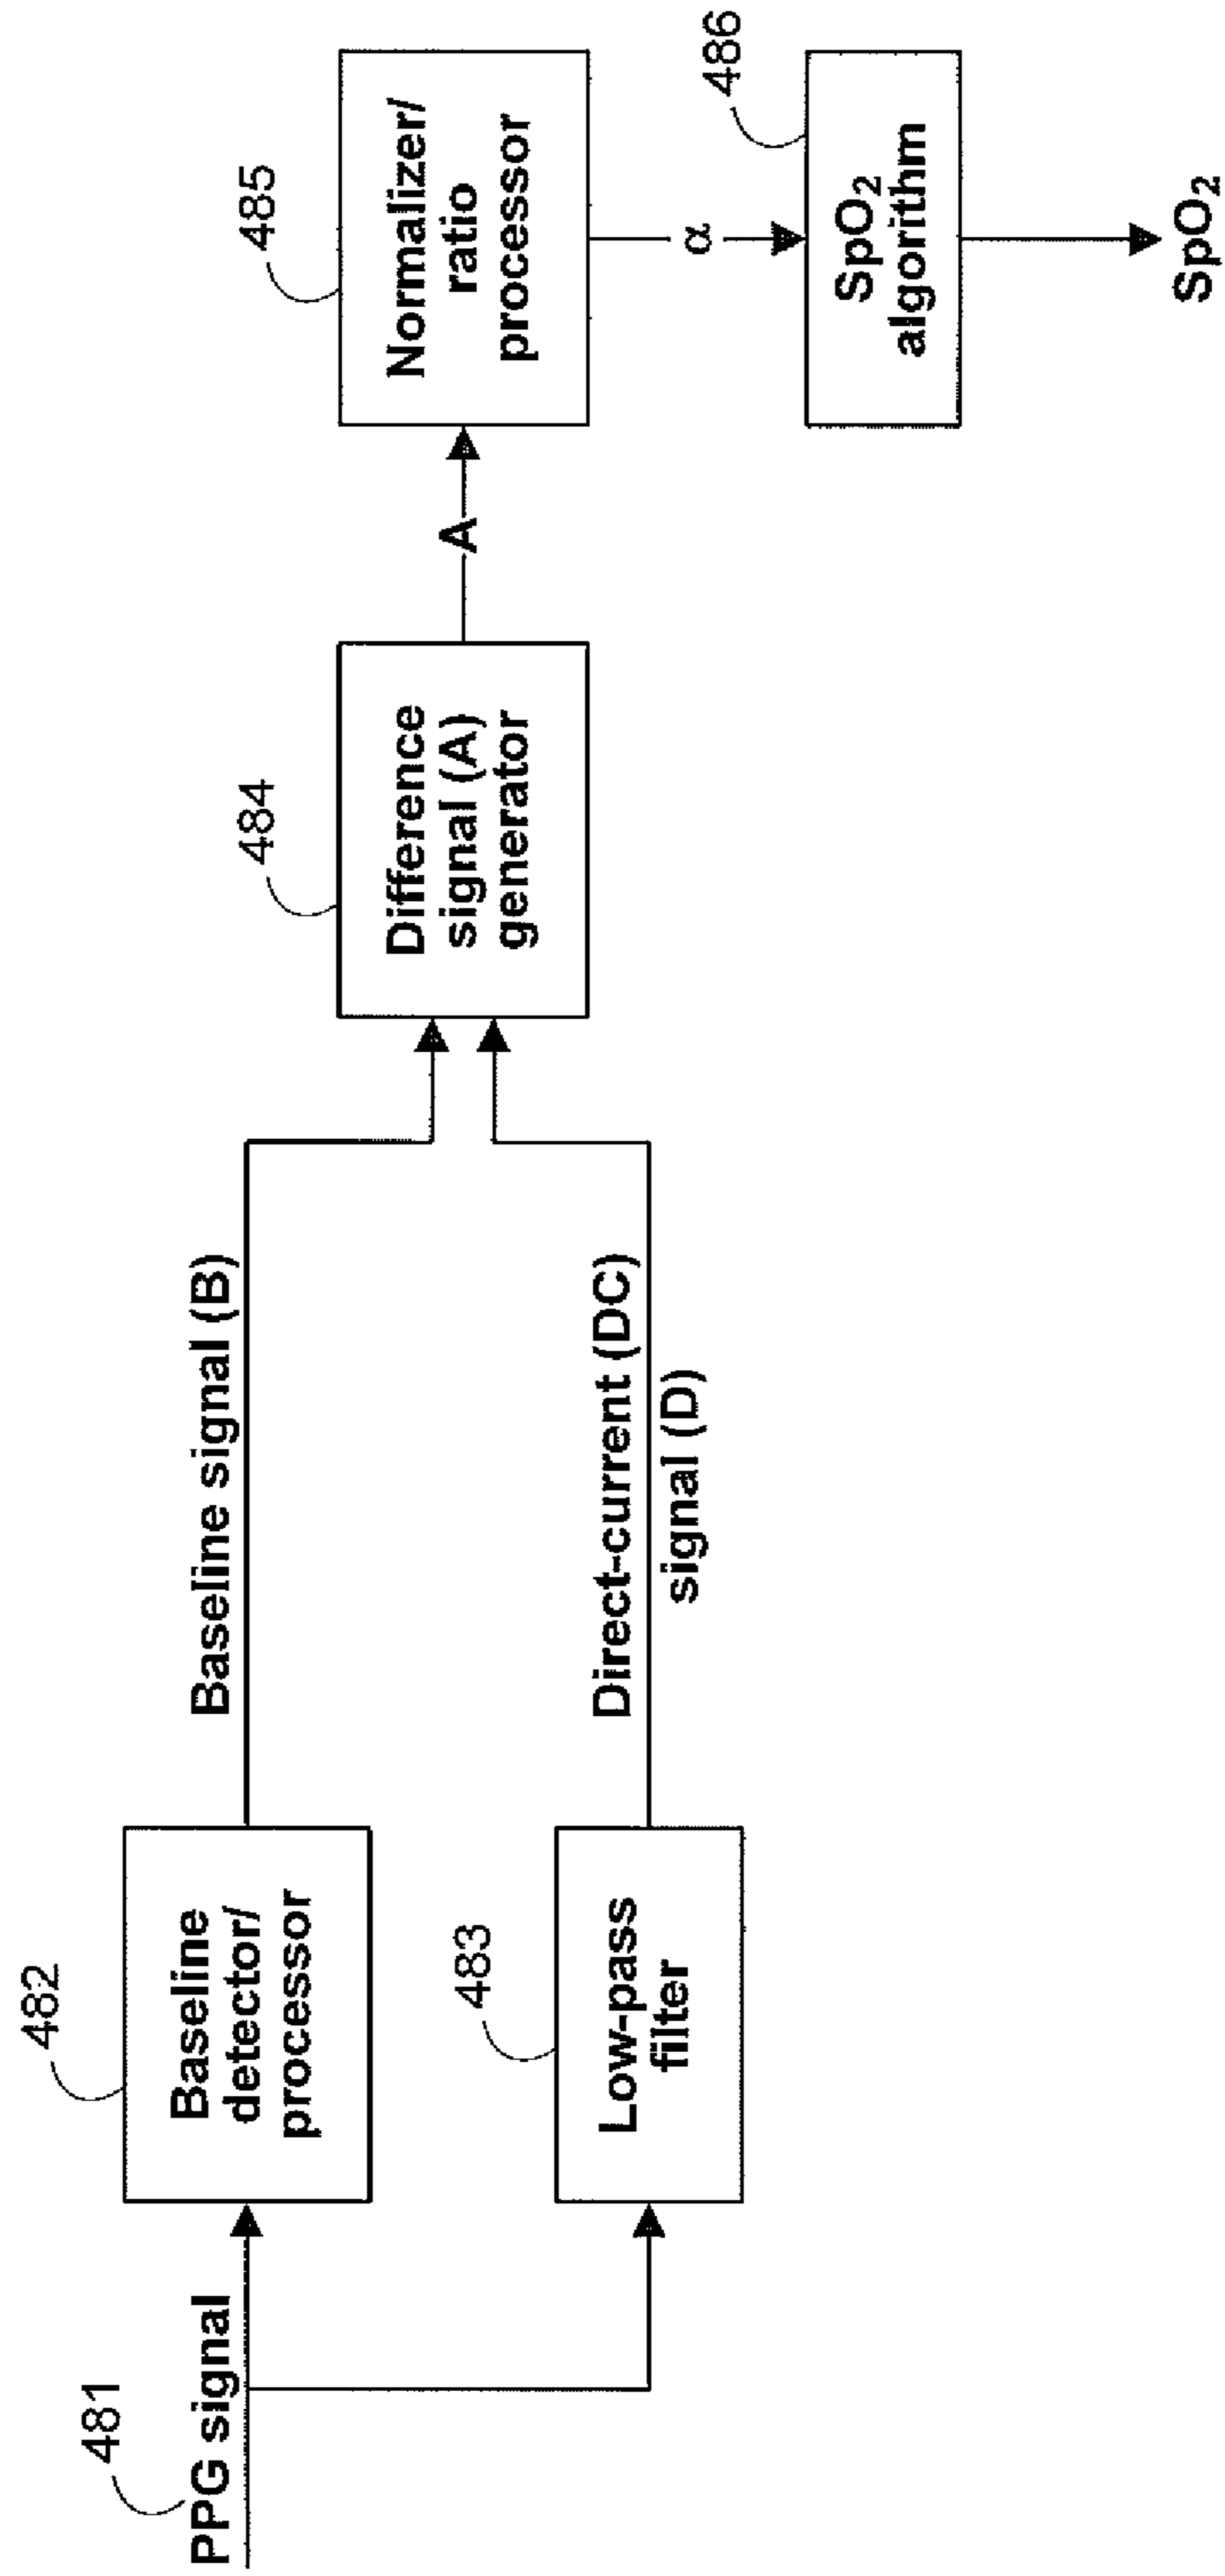 481
PPG signal
482
Baseline
detector/
processor
483
Low-pass
filter
Baseline signal (B)
Direct-current (DC)
signal (D)
484
Difference
signal (A)
generator
A
485
Normalizer/
ratio
processor
α
486
SpO₂
algorithm
SpO₂